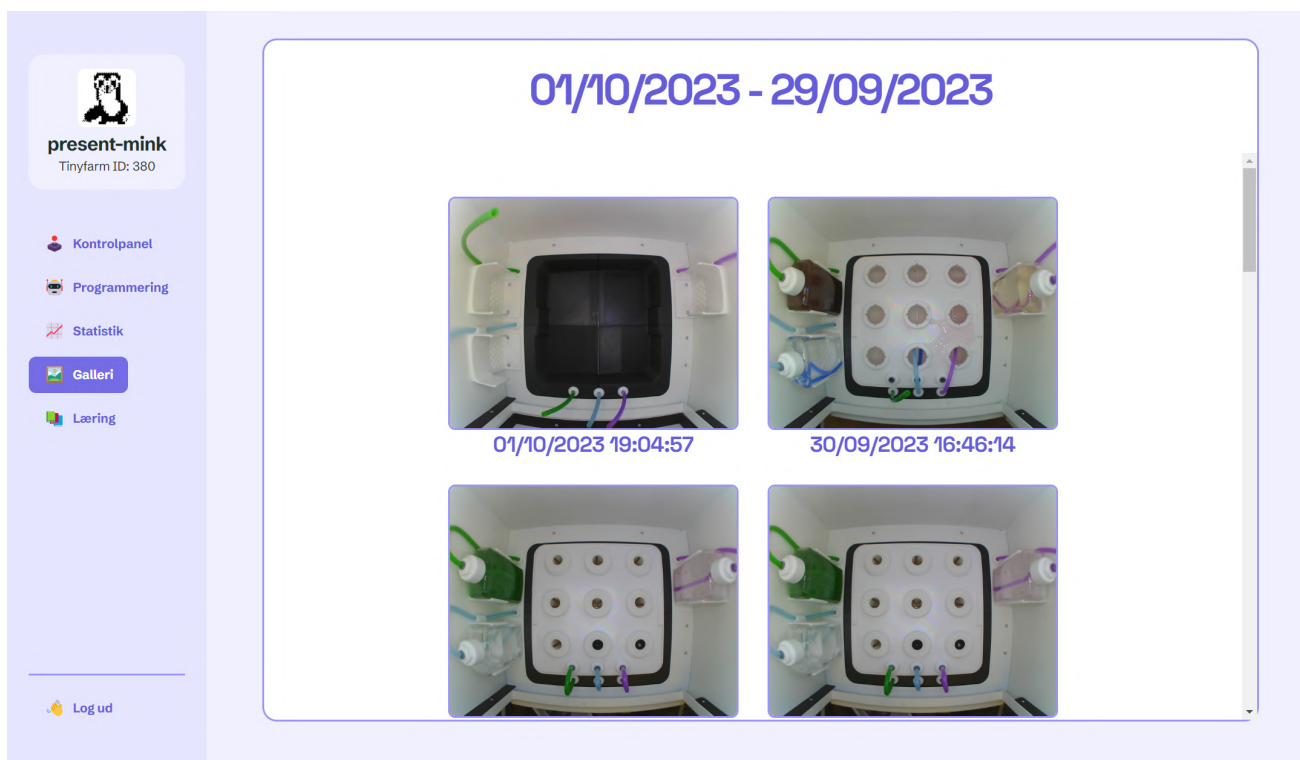 present-mink
Tinyfarm ID: 380
Kontrolpanel
Programmering
Statistik
Galleri
Læring
Log ud
01/10/2023 - 29/09/2023
01/10/2023 19:04:57
30/09/2023 16:46:14